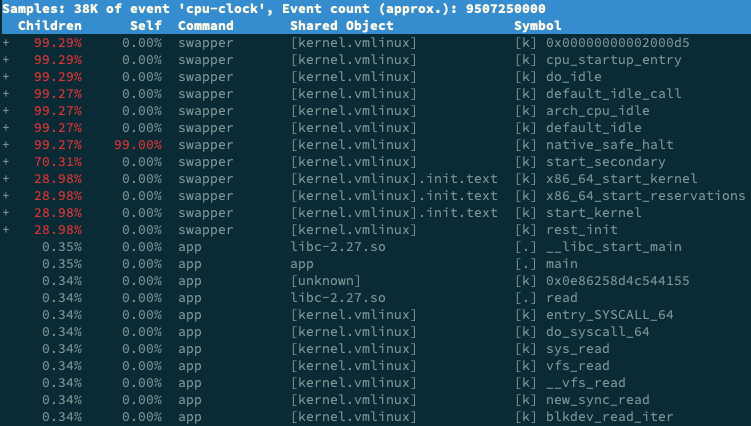 Samples: 38K of event 'cpu-clock', Event count (approx.): 9507250000
Children Self Command Shared Object Symbol
+ 99.29% 0.00% swapper [kernel.vmlinux] [k] 0x00000000002000d5
+ 99.29% 0.00% swapper [kernel.vmlinux] [k] cpu_startup_entry
+ 99.29% 0.00% swapper [kernel.vmlinux] [k] do_idle
+ 99.27% 0.00% swapper [kernel.vmlinux] [k] default_idle_call
+ 99.27% 0.00% swapper [kernel.vmlinux] [k] arch_cpu_idle
+ 99.27% 0.00% swapper [kernel.vmlinux] [k] default_idle
+ 99.27% 99.00% swapper [kernel.vmlinux] [k] native_safe_halt
+ 70.31% 0.00% swapper [kernel.vmlinux] [k] start_secondary
+ 28.98% 0.00% swapper [kernel.vmlinux].init.text [k] x86_64_start_kernel
+ 28.98% 0.00% swapper [kernel.vmlinux].init.text [k] x86_64_start_reservations
+ 28.98% 0.00% swapper [kernel.vmlinux].init.text [k] start_kernel
+ 28.98% 0.00% swapper [kernel.vmlinux] [k] rest_init
0.35% 0.00% app libc-2.27.so [.] __libc_start_main
0.35% 0.00% app app [.] main
0.34% 0.00% app [unknown] [k] 0x0e86258d4c544155
0.34% 0.00% app libc-2.27.so [.] read
0.34% 0.00% app [kernel.vmlinux] [k] entry_SYSCALL_64
0.34% 0.00% app [kernel.vmlinux] [k] do_syscall_64
0.34% 0.00% app [kernel.vmlinux] [k] sys_read
0.34% 0.00% app [kernel.vmlinux] [k] vfs_read
0.34% 0.00% app [kernel.vmlinux] [k] __vfs_read
0.34% 0.00% app [kernel.vmlinux] [k] new_sync_read
0.34% 0.00% app [kernel.vmlinux] [k] blkdev_read_iter